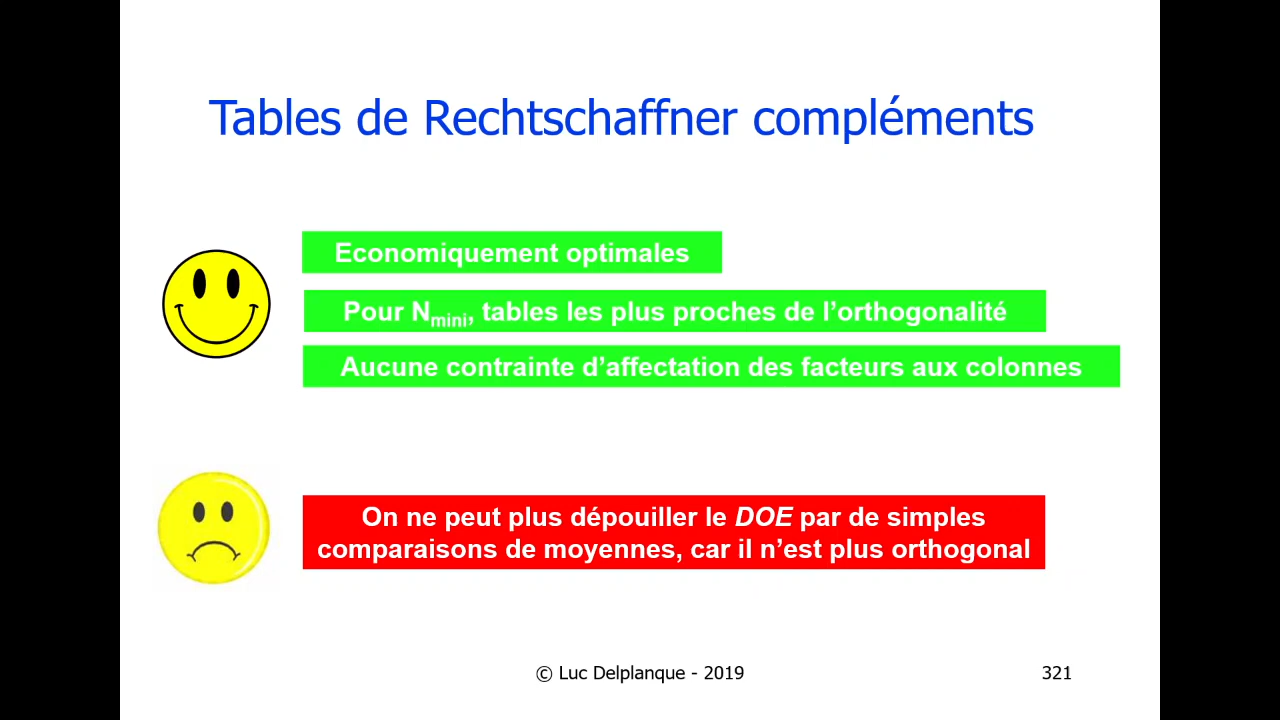 Tables de Rechtschaffner compléments
Economiquement optimales
Pour Nmini, tables les plus proches de l’orthogonalité
Aucune contrainte d’affectation des facteurs aux colonnes
On ne peut plus dépouiller le DOE par de simples
comparaisons de moyennes, car il n’est plus orthogonal
© Luc Delplanque - 2019
321